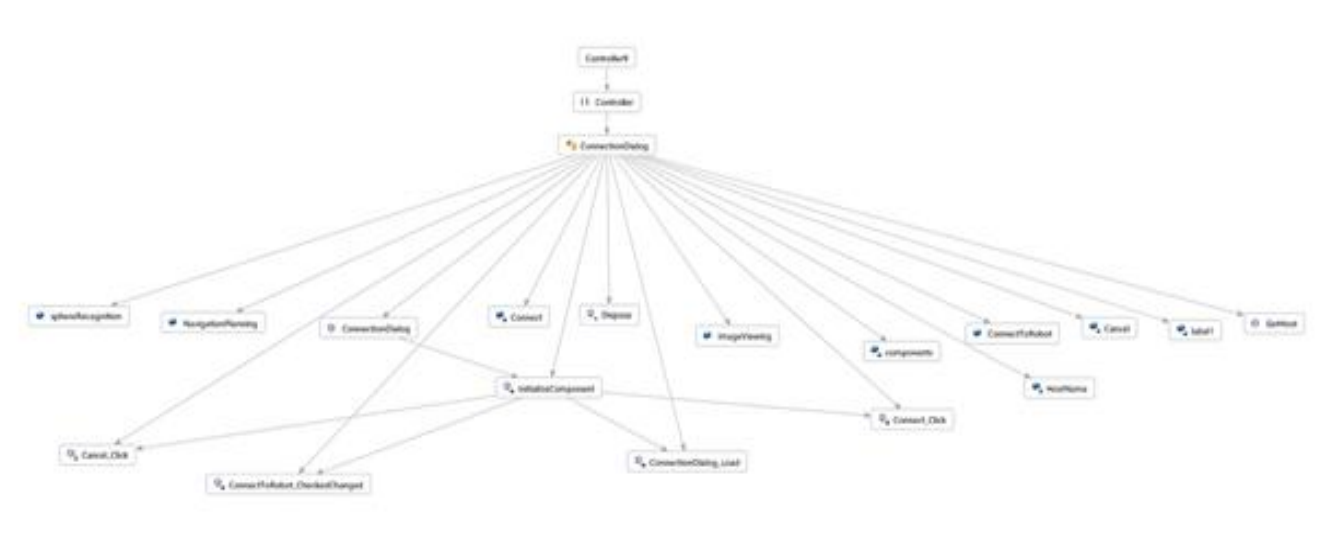 { } Controller
ConnectionDialog
sphereRecognition
NavigationPlanning
ConnectionDialog
Connect
Dispose
ImageViewing
components
ConnectToRobot
Cancel
label1
GetHost
InitializeComponent
HostName
Connect_Click
Cancel_Click
ConnectToRobot_CheckedChanged
ConnectionDialog_Load